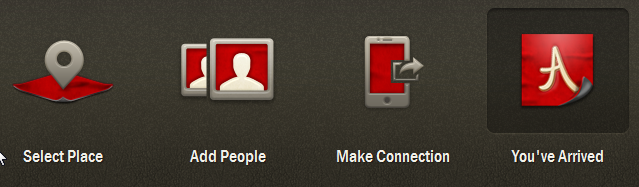 Select Place
Add People
Make Connection
A
You've Arrived